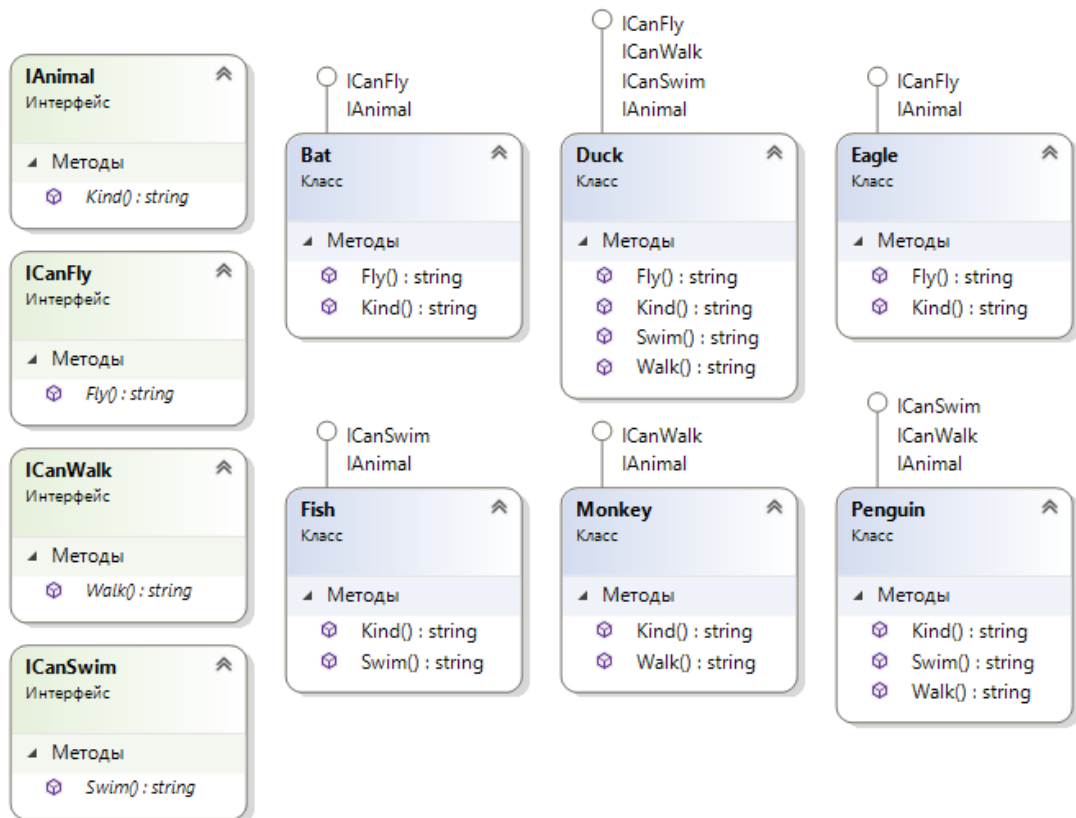 IAnimal
Интерфейс
Методы
Kind() : string
ICanFly
Интерфейс
Методы
Fly() : string
ICanWalk
Интерфейс
Методы
Walk() : string
ICanSwim
Интерфейс
Методы
Swim() : string
ICanFly
IAnimal
Bat
Класс
Методы
Fly() : string
Kind() : string
ICanFly
ICanWalk
ICanSwim
IAnimal
Duck
Класс
Методы
Fly() : string
Kind() : string
Swim() : string
Walk() : string
ICanFly
IAnimal
Eagle
Класс
Методы
Fly() : string
Kind() : string
ICanSwim
IAnimal
Fish
Класс
Методы
Kind() : string
Swim() : string
ICanWalk
IAnimal
Monkey
Класс
Методы
Kind() : string
Walk() : string
ICanSwim
ICanWalk
IAnimal
Penguin
Класс
Методы
Kind() : string
Swim() : string
Walk() : string